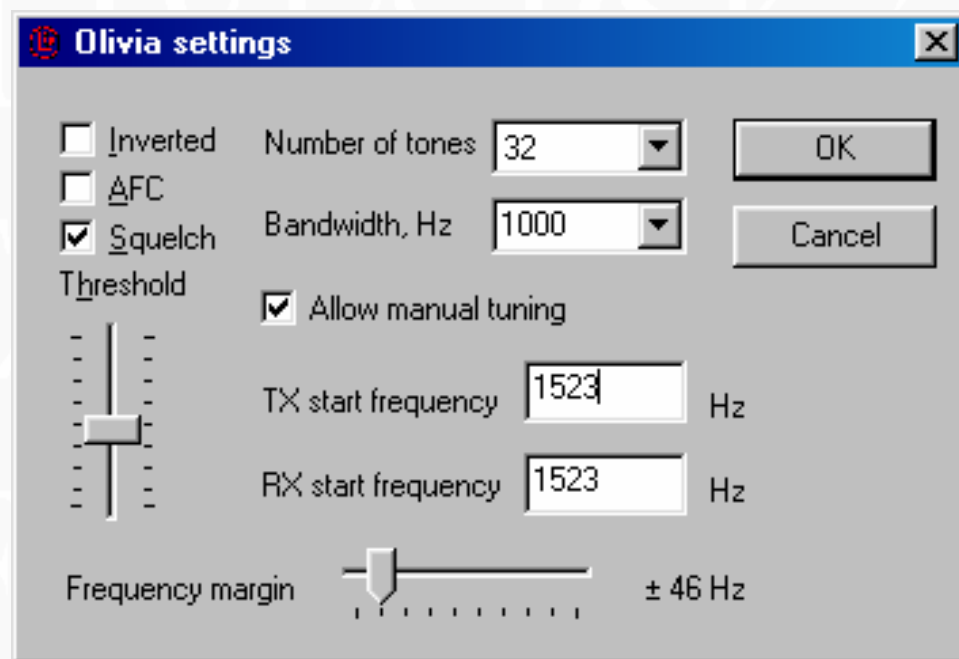 Olivia settings
Inverted
AFC
Squelch
Threshold
Number of tones 32
Bandwidth, Hz 1000
OK
Cancel
Allow manual tuning
TX start frequency 1523 Hz
RX start frequency 1523 Hz
Frequency margin ± 46 Hz